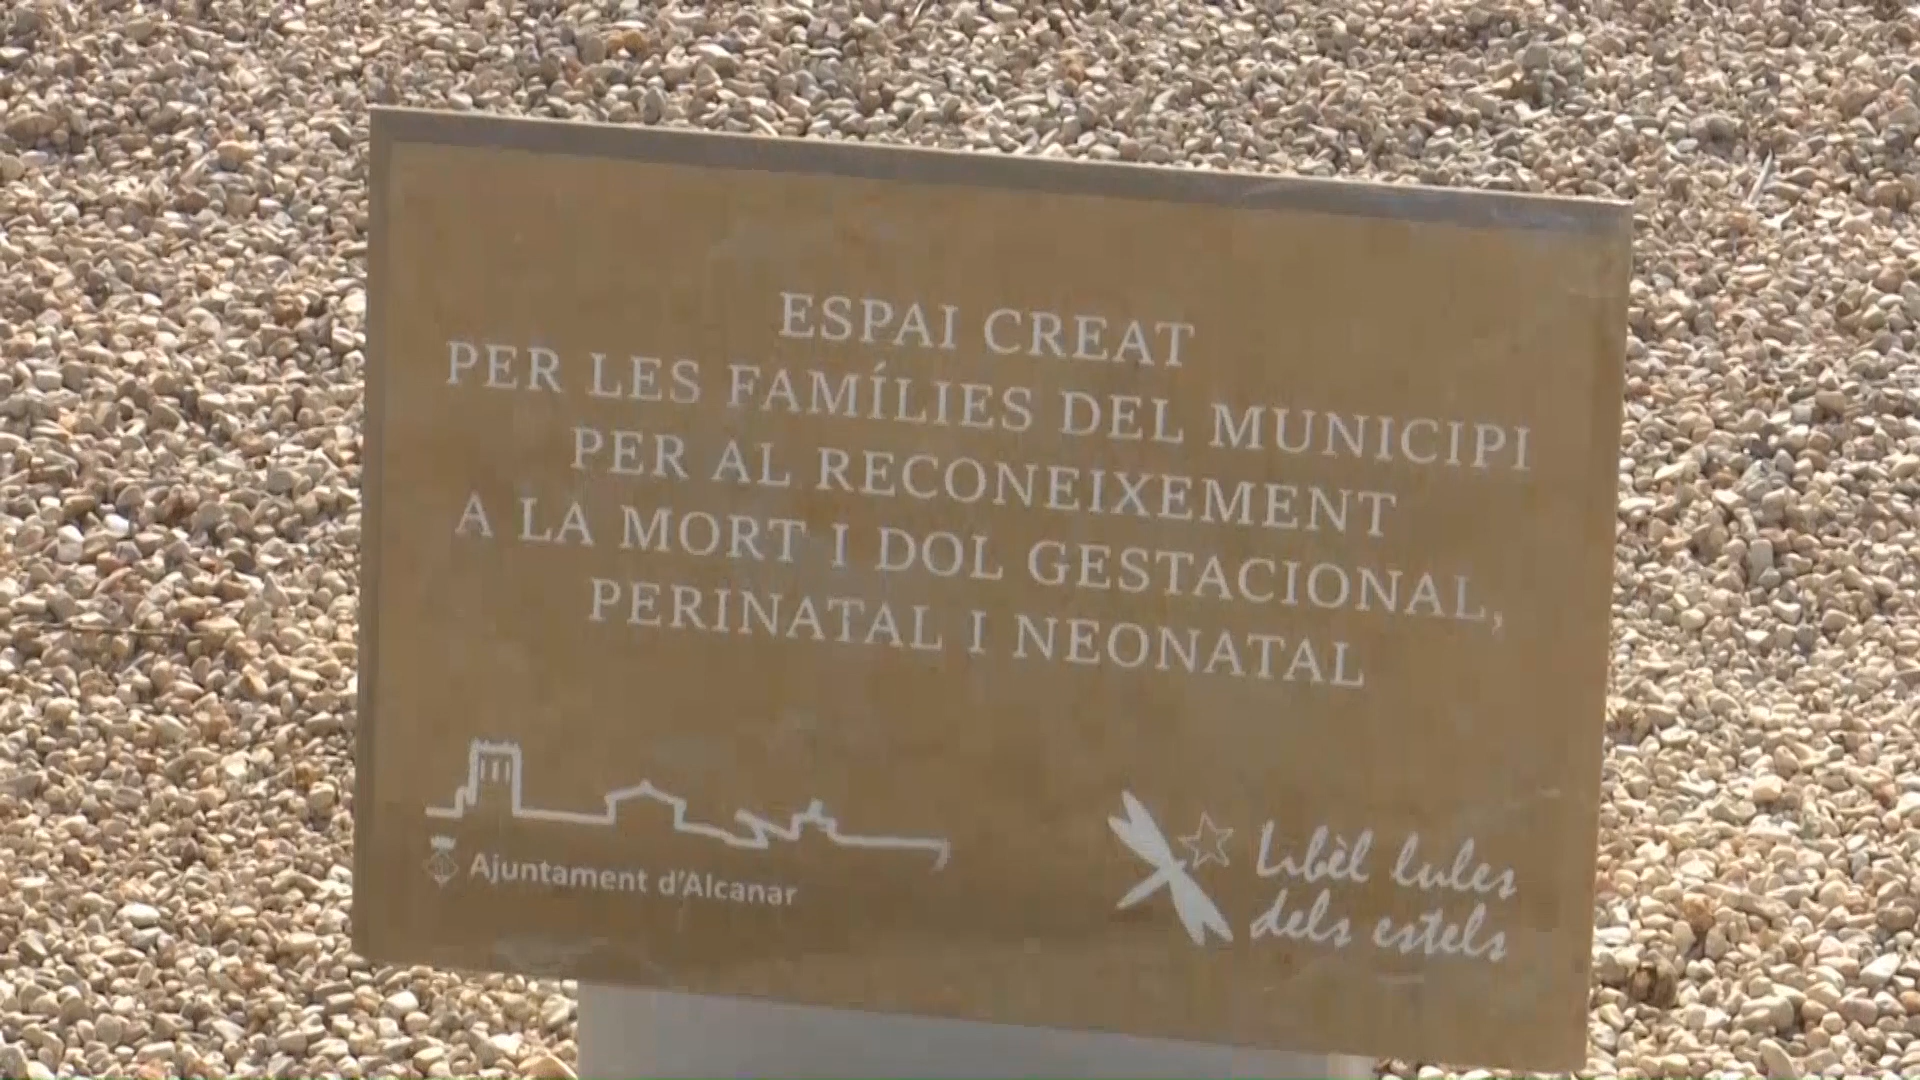 ESPAI CREAT
PER LES FAMÍLIES DEL MUNICIPI
PER AL RECONEIXEMENT
A LA MORT I DOL GESTACIONAL,
PERINATAL I NEONATAL
Ajuntament d'Alcanar
Libèl lules
dels estels